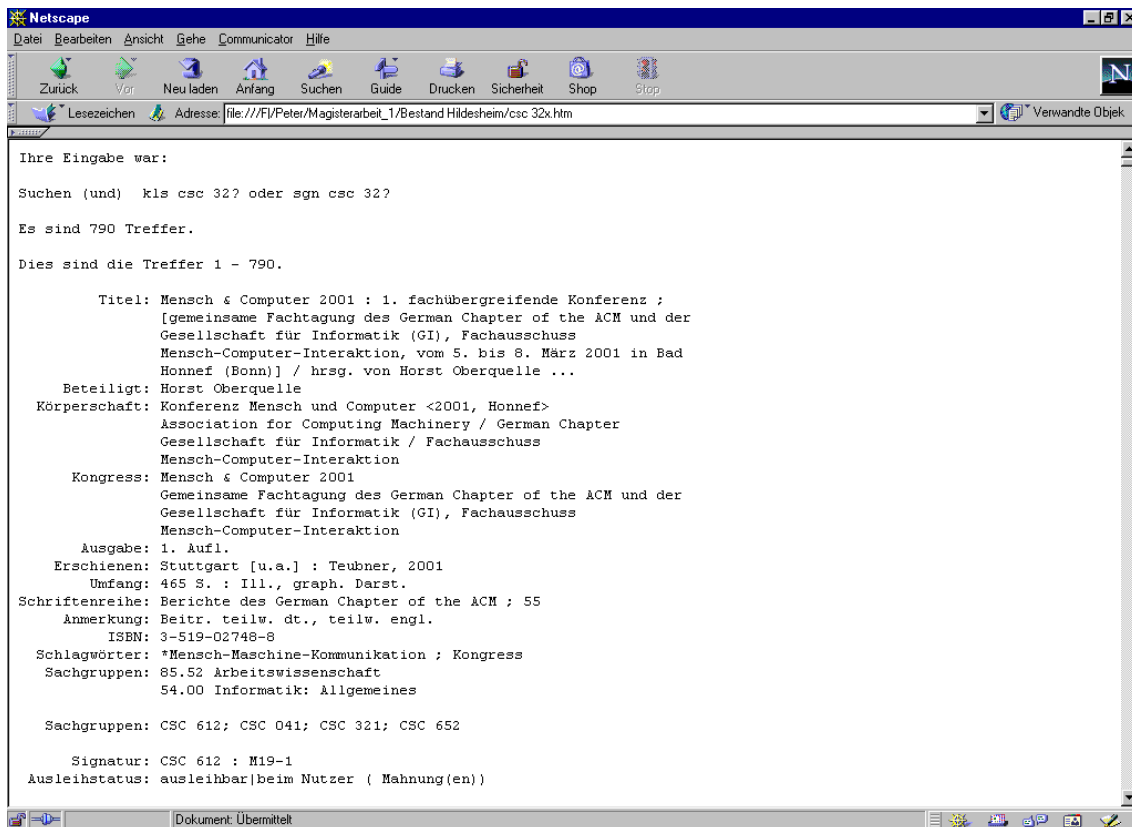 Netscape
Datei Bearbeiten Ansicht Gehe Communicator Hilfe
Zurück Vor Neu laden Anfang Suchen Guide Drucken Sicherheit Shop Stop
Lesezeichen Adresse: file:///F|/Peter/Magisterarbeit_1/Bestand Hildesheim/csc 32x.htm Verwandte Objek
Ihre Eingabe war:
Suchen (und) kls csc 32? oder sgn csc 32?
Es sind 790 Treffer.
Dies sind die Treffer 1 - 790.
Titel: Mensch & Computer 2001 : 1. fachübergreifende Konferenz ;
[gemeinsame Fachtagung des German Chapter of the ACM und der
Gesellschaft für Informatik (GI), Fachausschuss
Mensch-Computer-Interaktion, vom 5. bis 8. März 2001 in Bad
Honnef (Bonn)] / hrsg. von Horst Oberquelle ...
Beteiligt: Horst Oberquelle
Körperschaft: Konferenz Mensch und Computer <2001, Honnef>
Association for Computing Machinery / German Chapter
Gesellschaft für Informatik / Fachausschuss
Mensch-Computer-Interaktion
Kongress: Mensch & Computer 2001
Gemeinsame Fachtagung des German Chapter of the ACM und der
Gesellschaft für Informatik (GI), Fachausschuss
Mensch-Computer-Interaktion
Ausgabe: 1. Aufl.
Erschienen: Stuttgart [u.a.] : Teubner, 2001
Umfang: 465 S. : Ill., graph. Darst.
Schriftenreihe: Berichte des German Chapter of the ACM ; 55
Anmerkung: Beitr. teilw. dt., teilw. engl.
ISBN: 3-519-02748-8
Schlagwörter: *Mensch-Maschine-Kommunikation ; Kongress
Sachgruppen: 85.52 Arbeitswissenschaft
54.00 Informatik: Allgemeines
Sachgruppen: CSC 612; CSC 041; CSC 321; CSC 652
Signatur: CSC 612 : M19-1
Ausleihstatus: ausleihbar|beim Nutzer ( Mahnung(en))
Dokument: Übermittelt